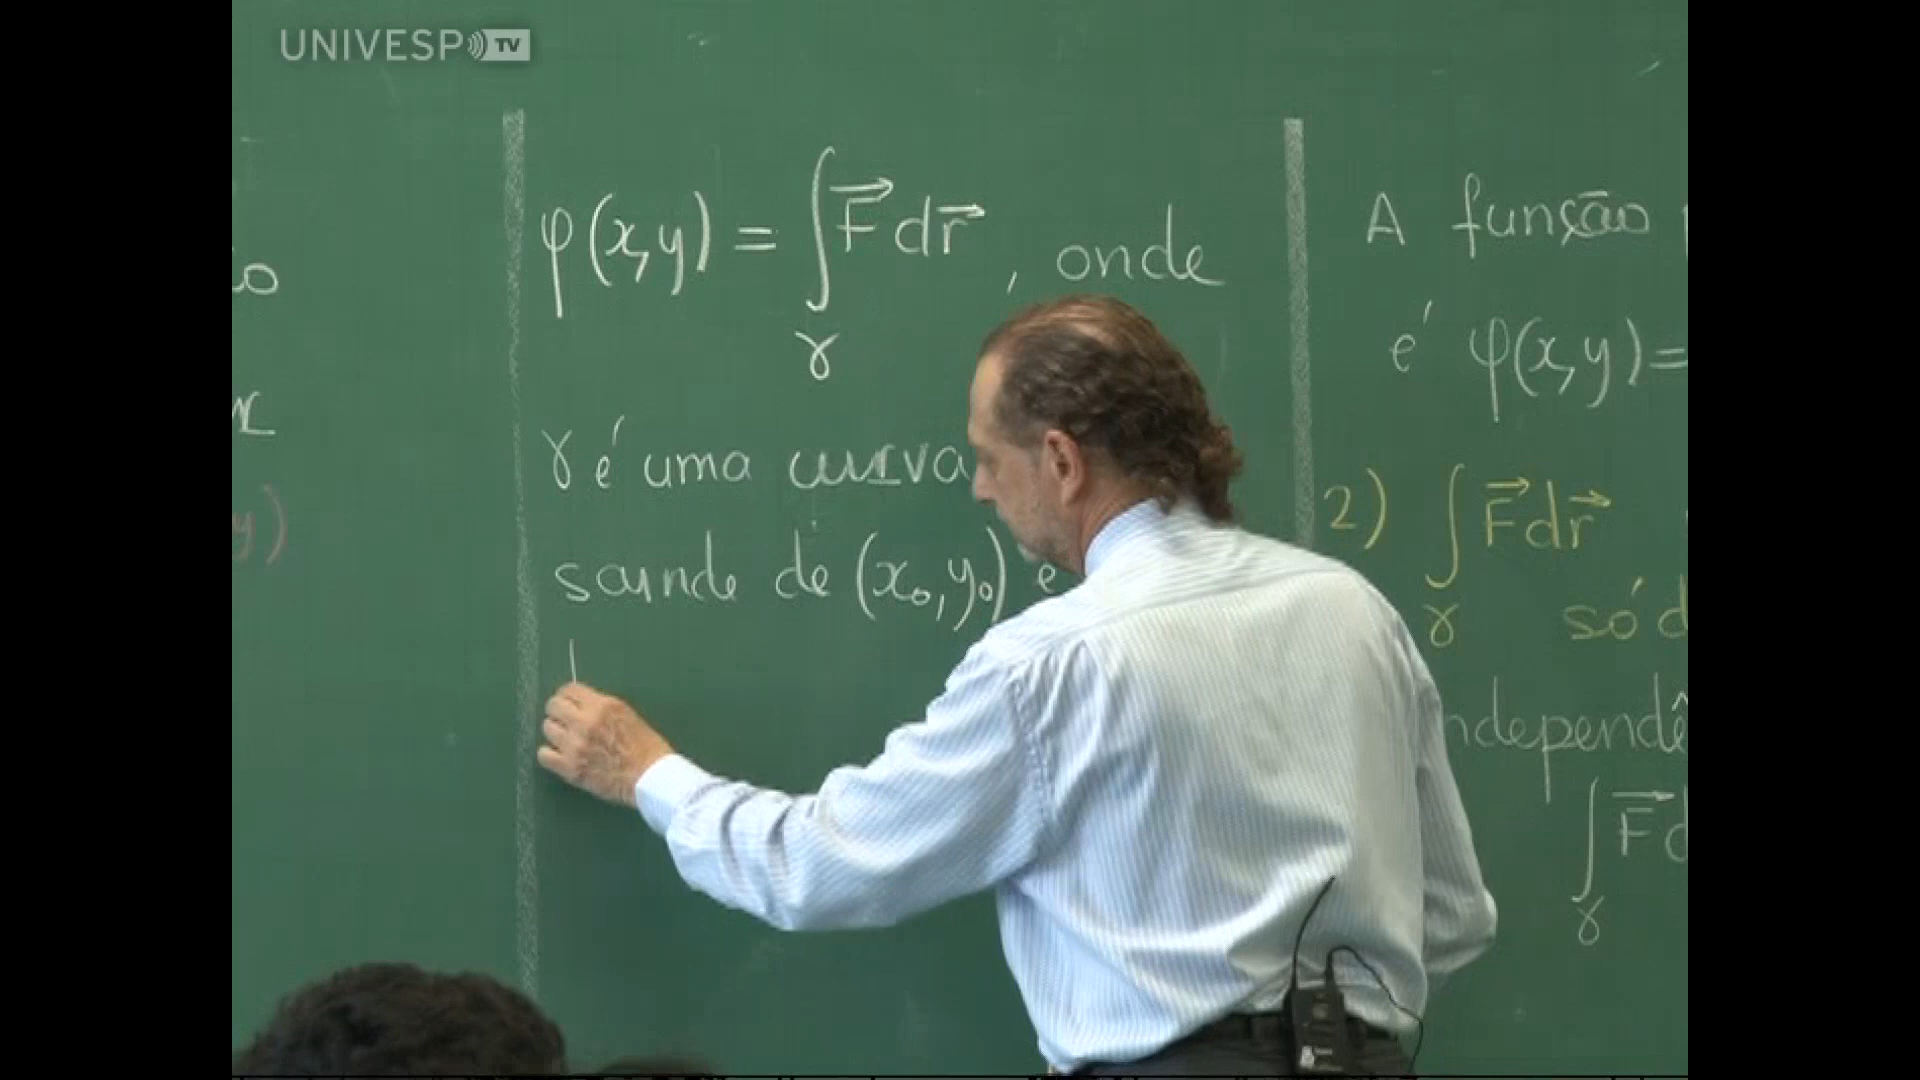 UNIVESP TV
φ(x,y) = ∫ F⃗ dr⃗ , onde
γ
γ é uma curva
saindo de (x₀,y₀) e
A função
é φ(x,y)=
2) ∫ F⃗ dr⃗
γ só d
ndependê
∫ F⃗ d
γ
y)